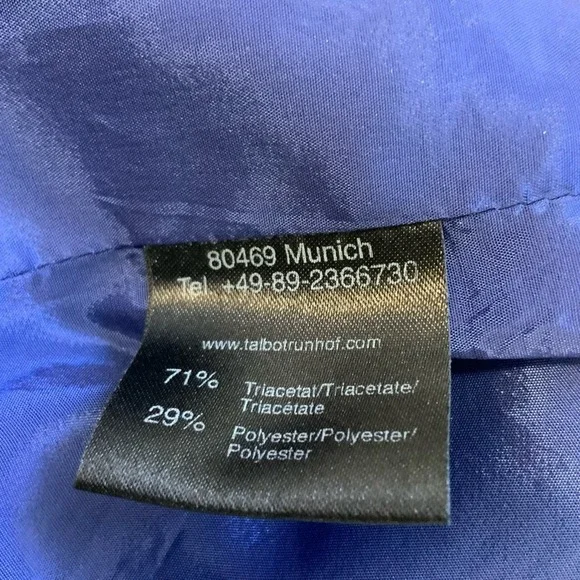 80469 Munich
Tel +49-89-2366730
www.talbotrunhof.com
71% Triacetat/Triacetate/
Triacétate
29% Polyester/Polyester/
Polyester